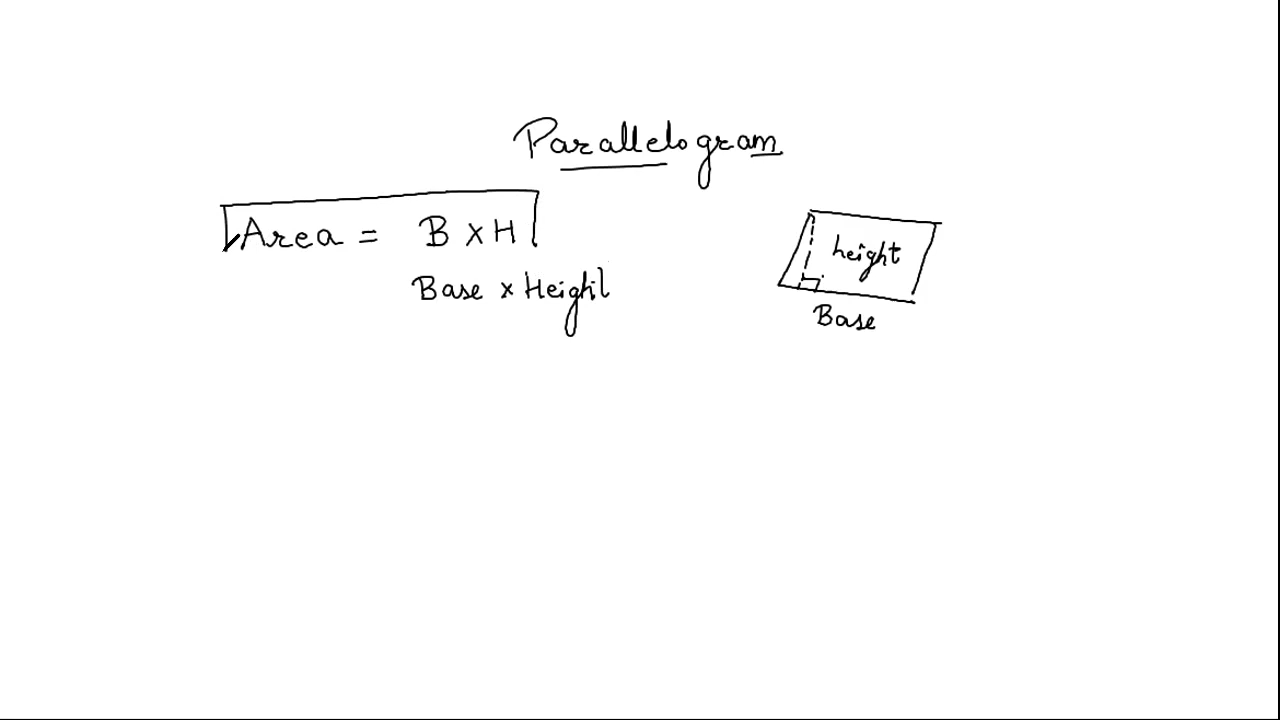 Parallelogram
Area = B x H
Base x Height
height
Base